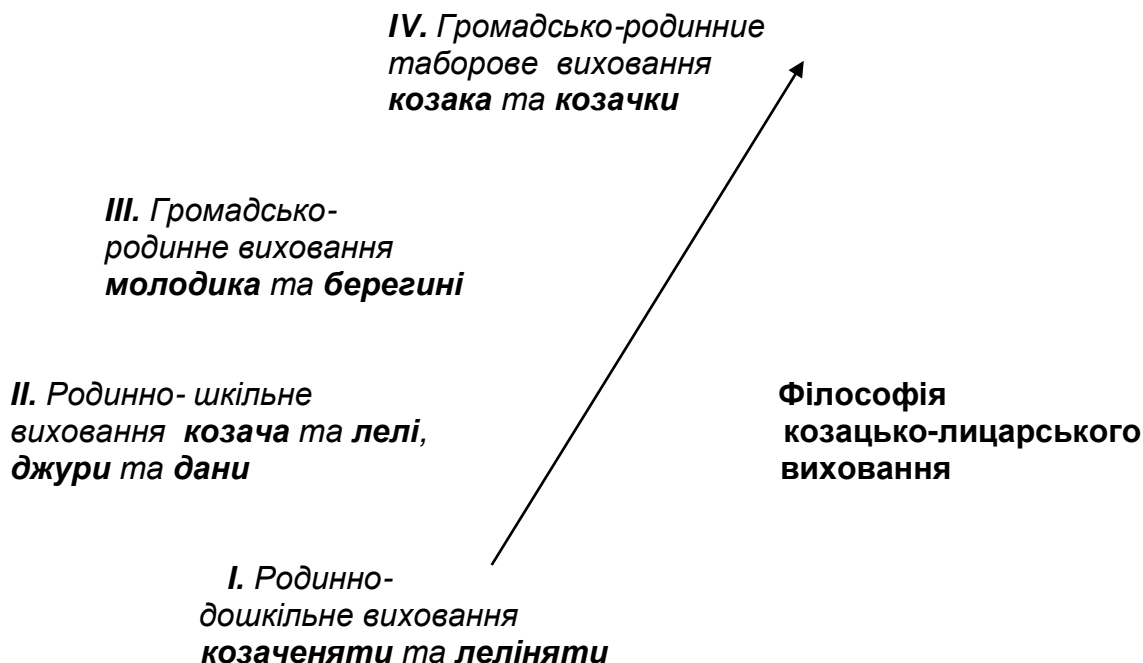 IV. Громадсько-родинние
таборове виховання
козака та козачки
III. Громадсько-
родинне виховання
молодика та берегині
II. Родинно- шкільне
виховання козача та лелі,
джури та дани
Філософія
козацько-лицарського
виховання
I. Родинно-
дошкільне виховання
козаченяти та леліняти